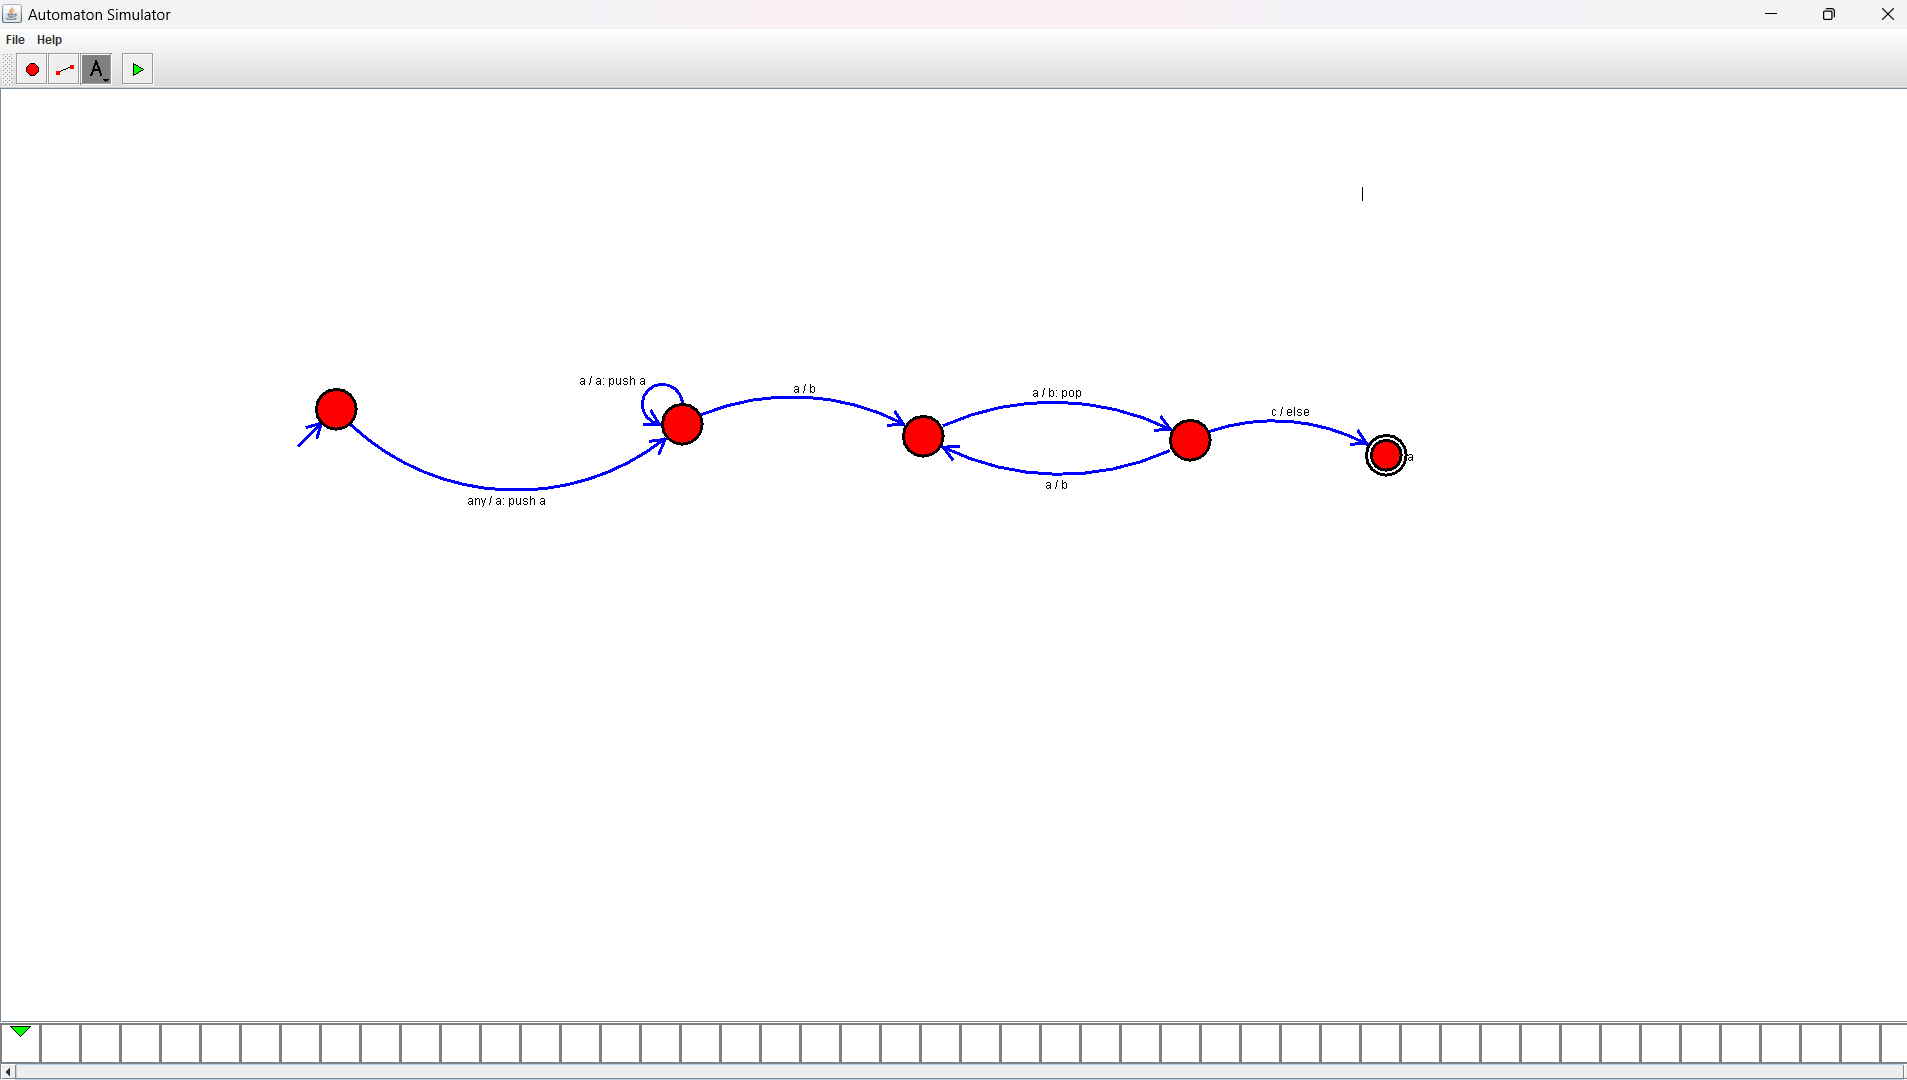 Automaton Simulator
File Help
A
a / a: push a
a / b
a / b: pop
c / else
a
a / b
any / a: push a